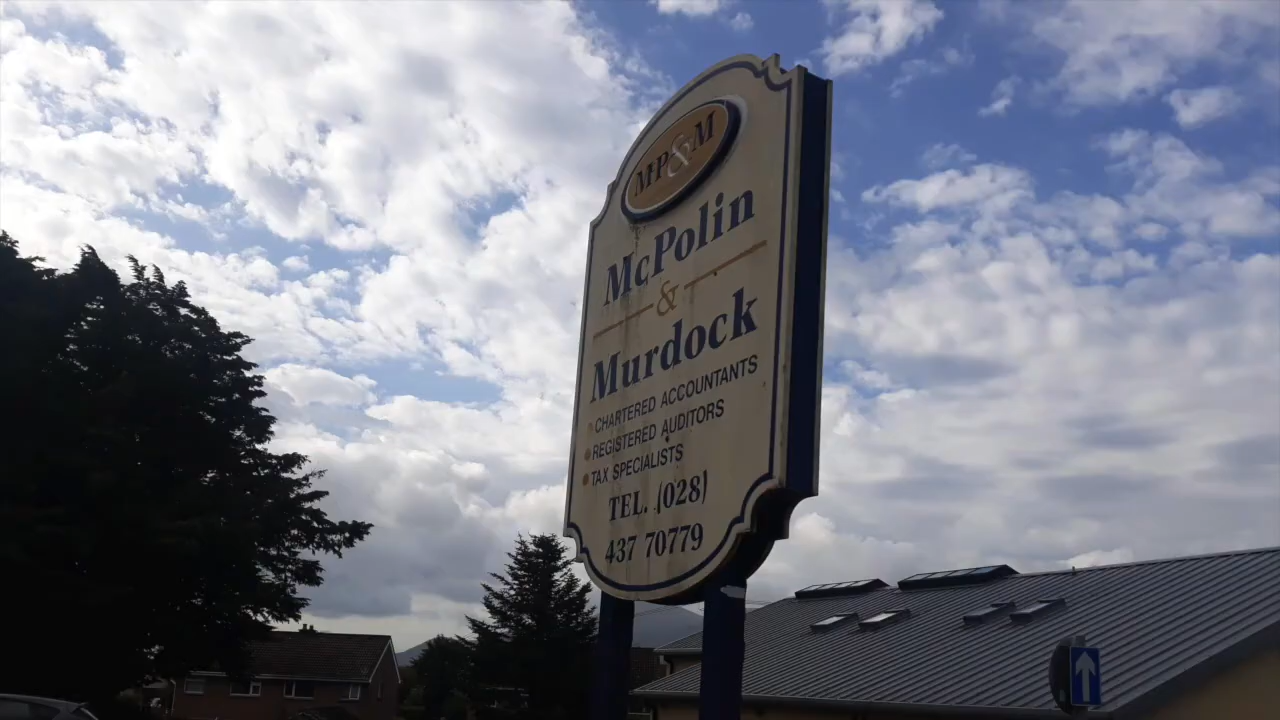 MP&M
McPolin
&
Murdock
• CHARTERED ACCOUNTANTS
• REGISTERED AUDITORS
• TAX SPECIALISTS
TEL. (028)
437 70779